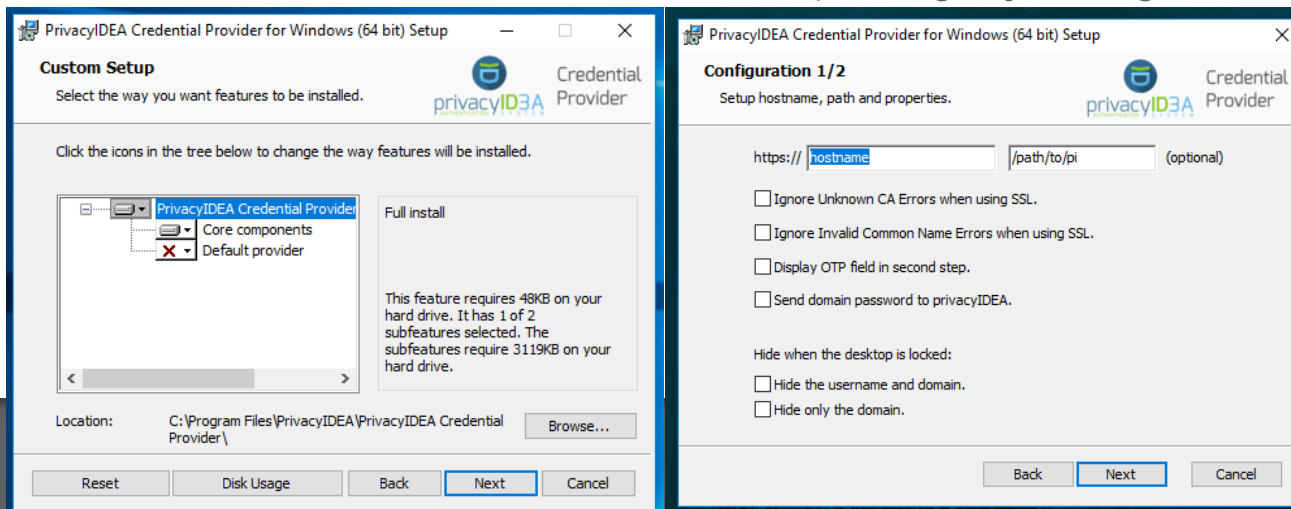 PrivacyIDEA Credential Provider for Windows (64 bit) Setup
Custom Setup
Select the way you want features to be installed.
privacyID3A
AUTHENTICATION SYSTEM
Credential
Provider
Click the icons in the tree below to change the way features will be installed.
PrivacyIDEA Credential Provider
Core components
Default provider
Full install
This feature requires 48KB on your
hard drive. It has 1 of 2
subfeatures selected. The
subfeatures require 3119KB on your
hard drive.
Location:
C:\Program Files\PrivacyIDEA\PrivacyIDEA Credential
Provider\
Browse...
Reset
Disk Usage
Back
Next
Cancel
PrivacyIDEA Credential Provider for Windows (64 bit) Setup
Configuration 1/2
Setup hostname, path and properties.
privacyID3A
AUTHENTICATION SYSTEM
Credential
Provider
https:// hostname /path/to/pi (optional)
Ignore Unknown CA Errors when using SSL.
Ignore Invalid Common Name Errors when using SSL.
Display OTP field in second step.
Send domain password to privacyIDEA.
Hide when the desktop is locked:
Hide the username and domain.
Hide only the domain.
Back
Next
Cancel